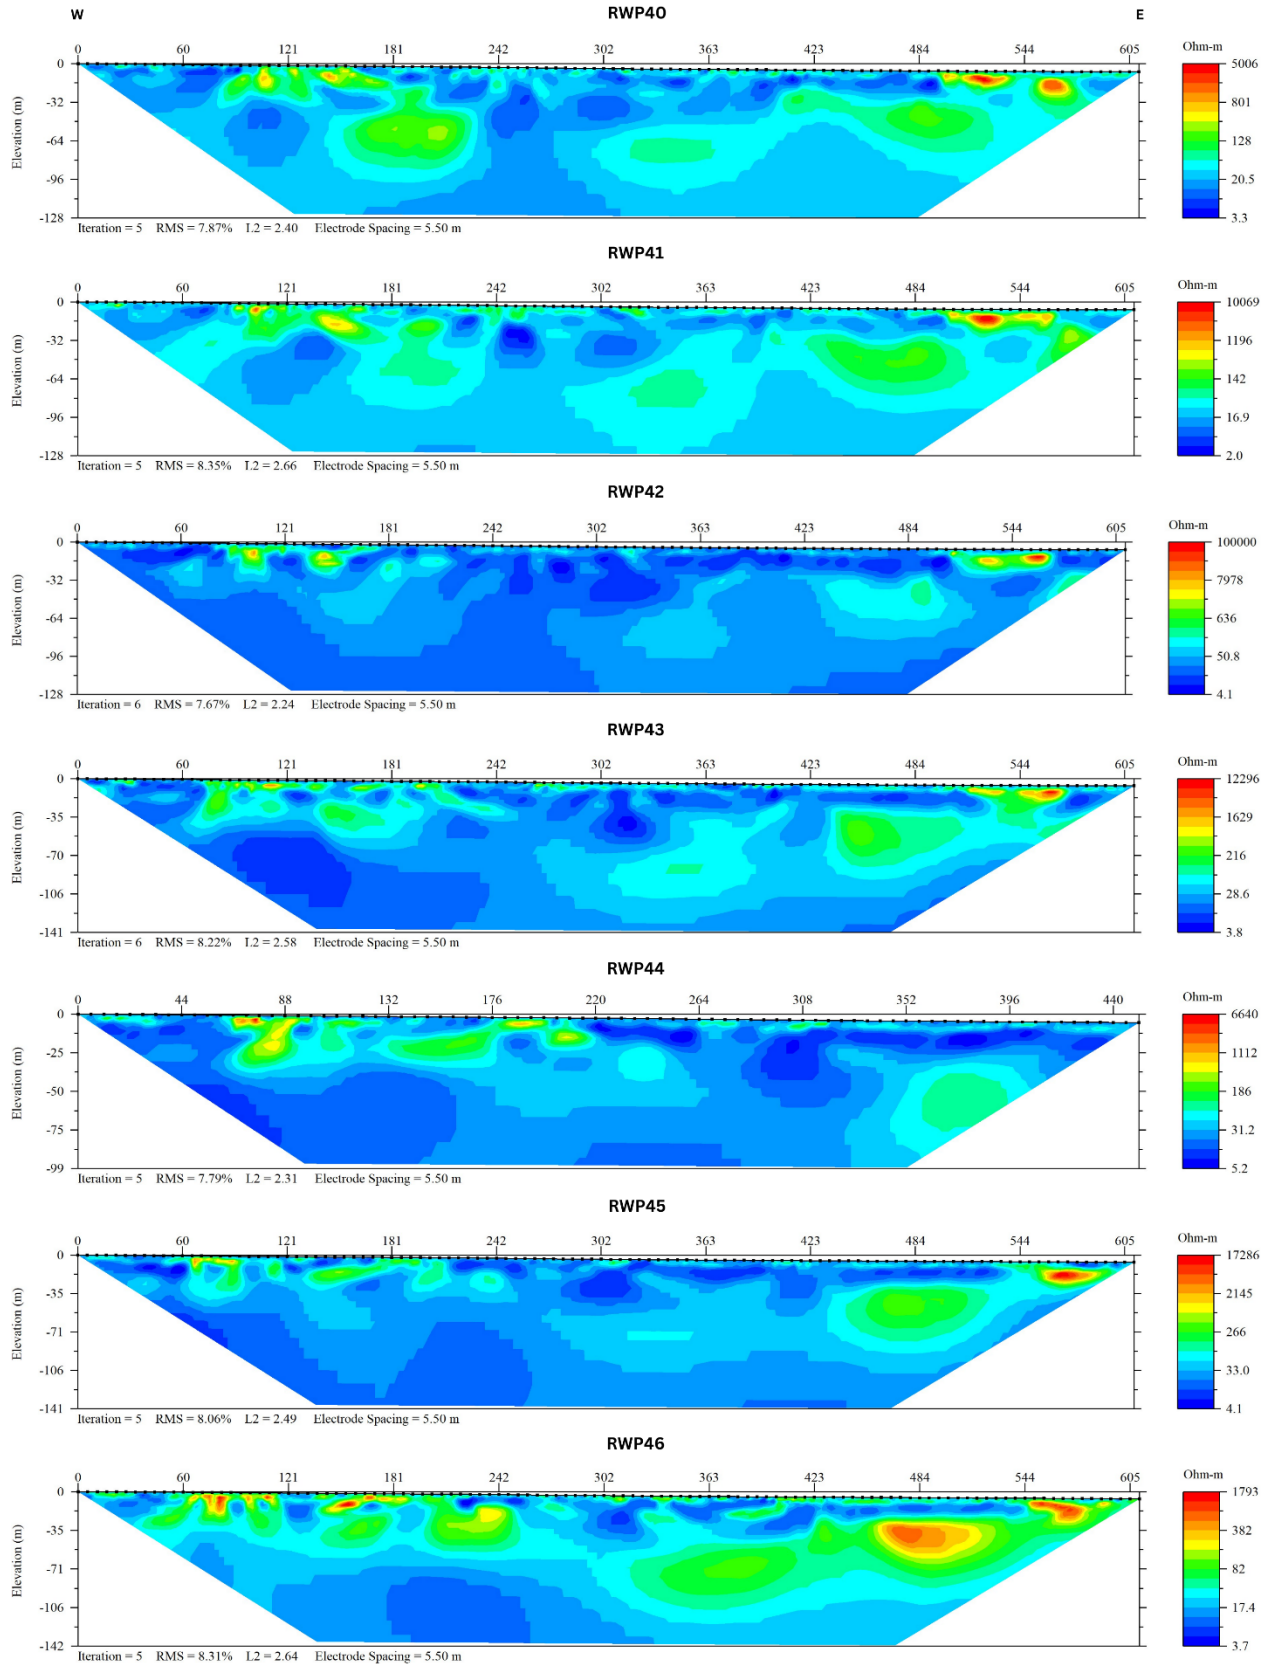 RWP40
W E
0 60 121 181 242 302 363 423 484 544 605
Ohm-m
Elevation (m)
0
-32
-64
-96
-128
5006
801
128
20.5
3.3
Iteration = 5 RMS = 7.87% L2 = 2.40 Electrode Spacing = 5.50 m
RWP41
0 60 121 181 242 302 363 423 484 544 605
Ohm-m
Elevation (m)
0
-32
-64
-96
-128
10069
1196
142
16.9
2.0
Iteration = 5 RMS = 8.35% L2 = 2.66 Electrode Spacing = 5.50 m
RWP42
0 60 121 181 242 302 363 423 484 544 605
Ohm-m
Elevation (m)
0
-32
-64
-96
-128
100000
7978
636
50.8
4.1
Iteration = 6 RMS = 7.67% L2 = 2.24 Electrode Spacing = 5.50 m
RWP43
0 60 121 181 242 302 363 423 484 544 605
Ohm-m
Elevation (m)
0
-35
-70
-106
-141
12296
1629
216
28.6
3.8
Iteration = 6 RMS = 8.22% L2 = 2.58 Electrode Spacing = 5.50 m
RWP44
0 44 88 132 176 220 264 308 352 396 440
Ohm-m
Elevation (m)
0
-25
-50
-75
-99
6640
1112
186
31.2
5.2
Iteration = 5 RMS = 7.79% L2 = 2.31 Electrode Spacing = 5.50 m
RWP45
0 60 121 181 242 302 363 423 484 544 605
Ohm-m
Elevation (m)
0
-35
-71
-106
-141
17286
2145
266
33.0
4.1
Iteration = 5 RMS = 8.06% L2 = 2.49 Electrode Spacing = 5.50 m
RWP46
0 60 121 181 242 302 363 423 484 544 605
Ohm-m
Elevation (m)
0
-35
-71
-106
-142
1793
382
82
17.4
3.7
Iteration = 5 RMS = 8.31% L2 = 2.64 Electrode Spacing = 5.50 m